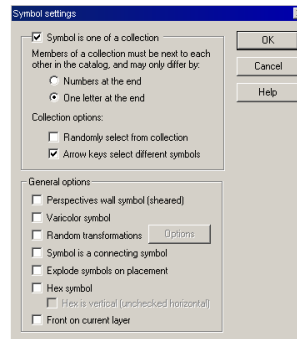 Symbol settings
Symbol is one of a collection
OK
Members of a collection must be next to each
other in the catalog, and may only differ by:
Cancel
Numbers at the end
Help
One letter at the end
Collection options:
Randomly select from collection
Arrow keys select different symbols
General options
Perspectives wall symbol (sheared)
Varicolor symbol
Random transformations
Options
Symbol is a connecting symbol
Explode symbols on placement
Hex symbol
Hex is vertical (unchecked horizontal)
Front on current layer